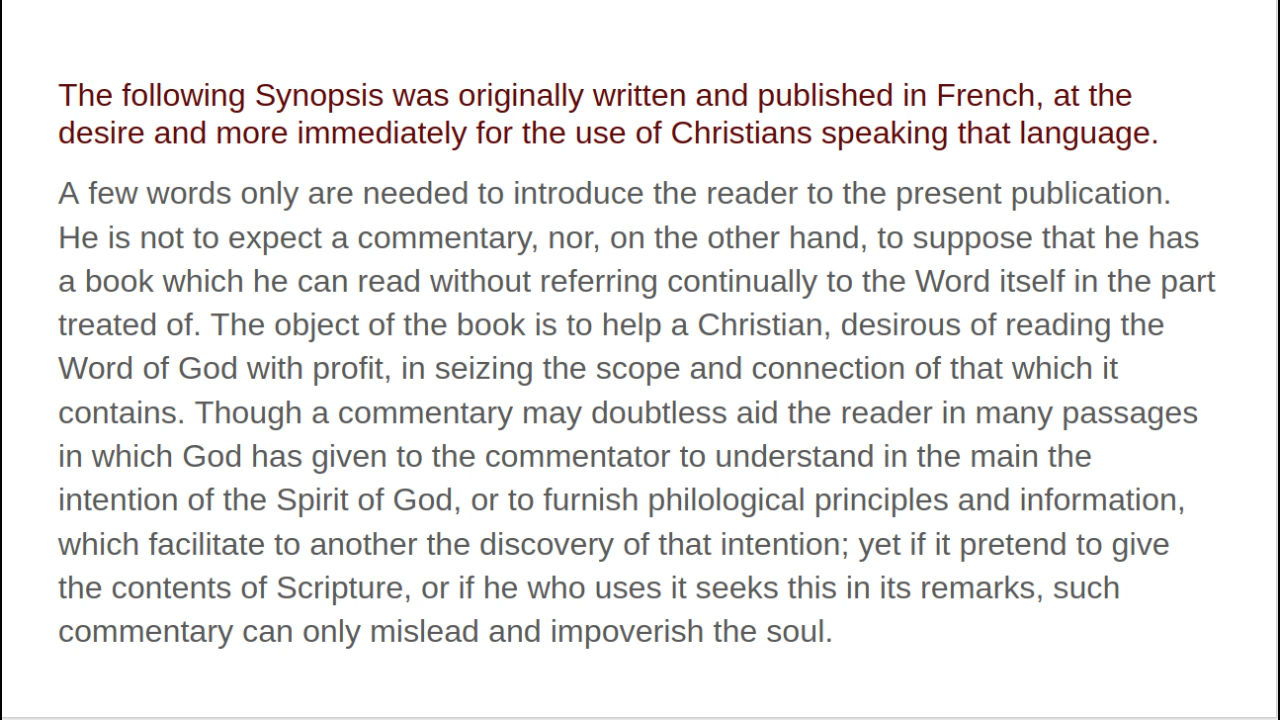 The following Synopsis was originally written and published in French, at the
desire and more immediately for the use of Christians speaking that language.
A few words only are needed to introduce the reader to the present publication.
He is not to expect a commentary, nor, on the other hand, to suppose that he has
a book which he can read without referring continually to the Word itself in the part
treated of. The object of the book is to help a Christian, desirous of reading the
Word of God with profit, in seizing the scope and connection of that which it
contains. Though a commentary may doubtless aid the reader in many passages
in which God has given to the commentator to understand in the main the
intention of the Spirit of God, or to furnish philological principles and information,
which facilitate to another the discovery of that intention; yet if it pretend to give
the contents of Scripture, or if he who uses it seeks this in its remarks, such
commentary can only mislead and impoverish the soul.